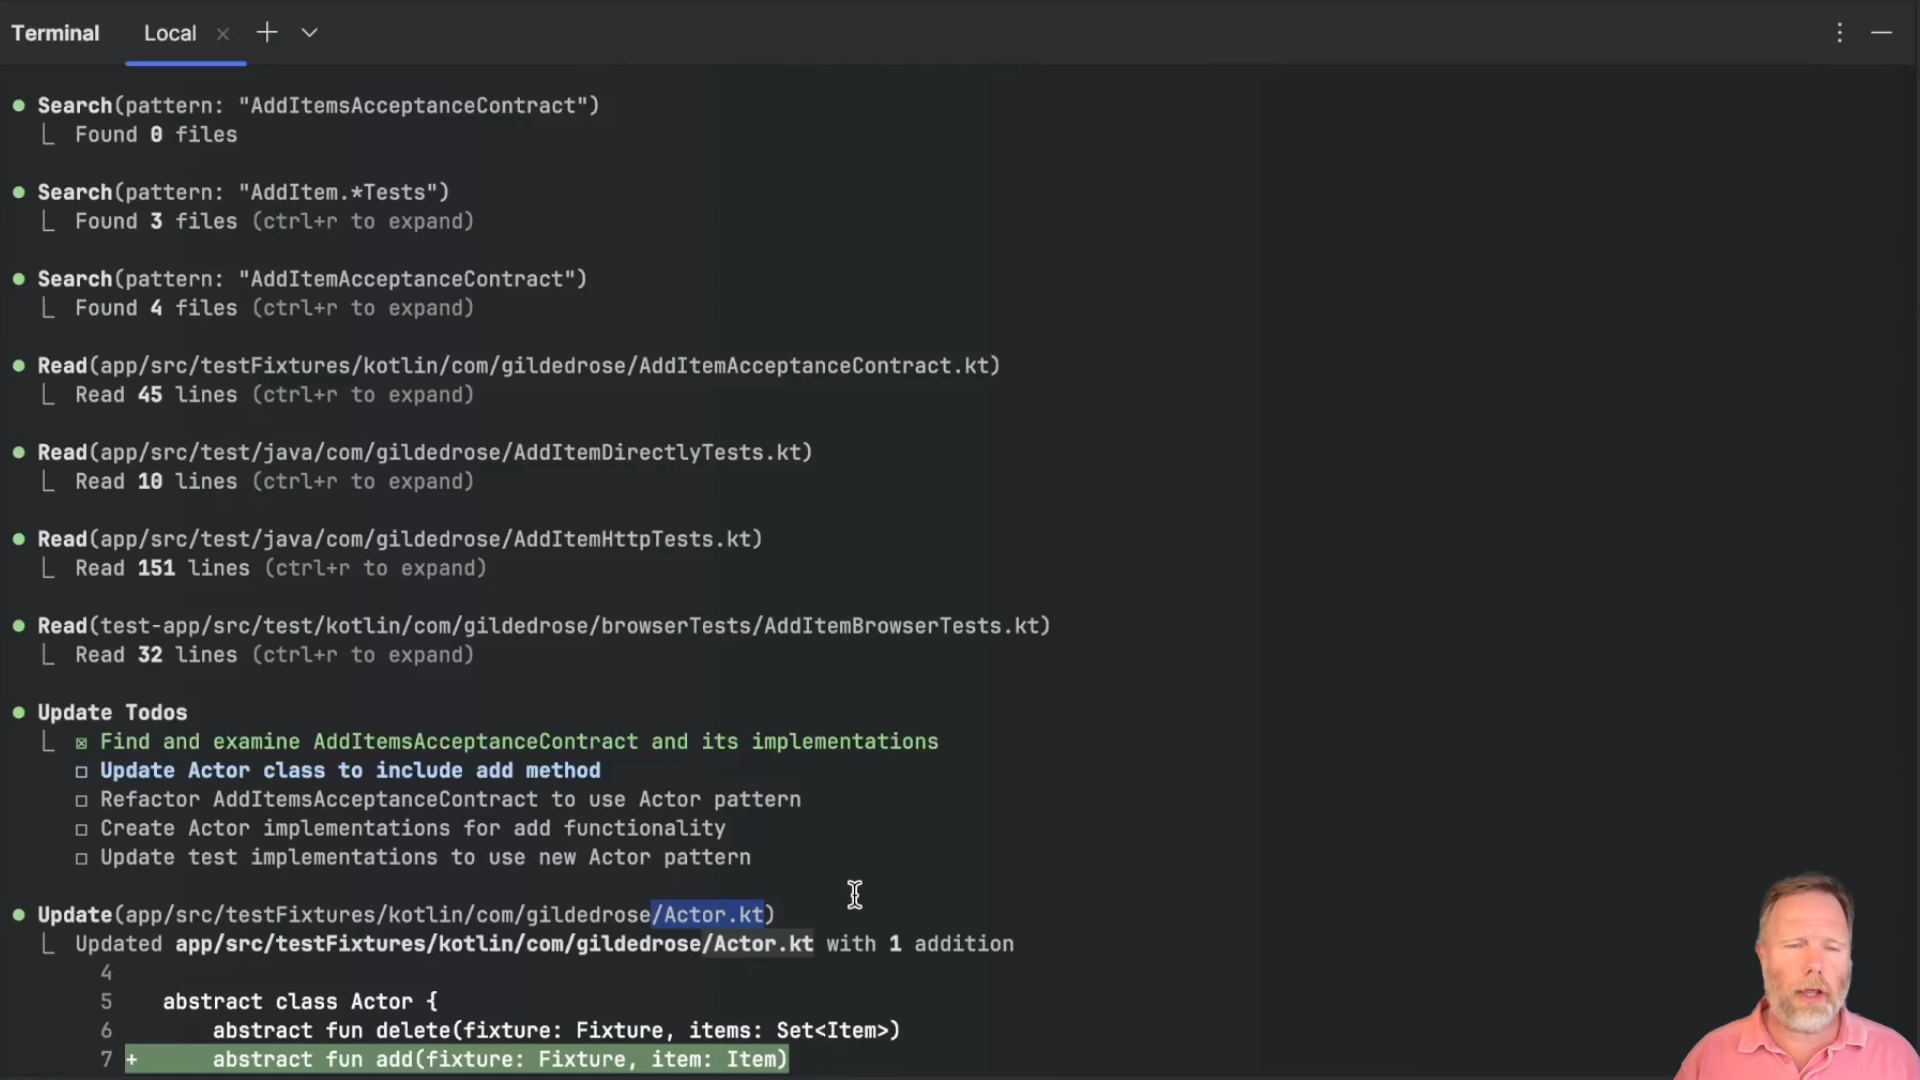 Terminal Local
Search(pattern: "AddItemsAcceptanceContract")
Found 0 files
Search(pattern: "AddItem.*Tests")
Found 3 files (ctrl+r to expand)
Search(pattern: "AddItemAcceptanceContract")
Found 4 files (ctrl+r to expand)
Read(app/src/testFixtures/kotlin/com/gildedrose/AddItemAcceptanceContract.kt)
Read 45 lines (ctrl+r to expand)
Read(app/src/test/java/com/gildedrose/AddItemDirectlyTests.kt)
Read 10 lines (ctrl+r to expand)
Read(app/src/test/java/com/gildedrose/AddItemHttpTests.kt)
Read 151 lines (ctrl+r to expand)
Read(test-app/src/test/kotlin/com/gildedrose/browserTests/AddItemBrowserTests.kt)
Read 32 lines (ctrl+r to expand)
Update Todos
☒ Find and examine AddItemsAcceptanceContract and its implementations
☐ Update Actor class to include add method
☐ Refactor AddItemsAcceptanceContract to use Actor pattern
☐ Create Actor implementations for add functionality
☐ Update test implementations to use new Actor pattern
Update(app/src/testFixtures/kotlin/com/gildedrose/Actor.kt)
Updated app/src/testFixtures/kotlin/com/gildedrose/Actor.kt with 1 addition
4
5 abstract class Actor {
6 abstract fun delete(fixture: Fixture, items: Set<Item>)
7 + abstract fun add(fixture: Fixture, item: Item)